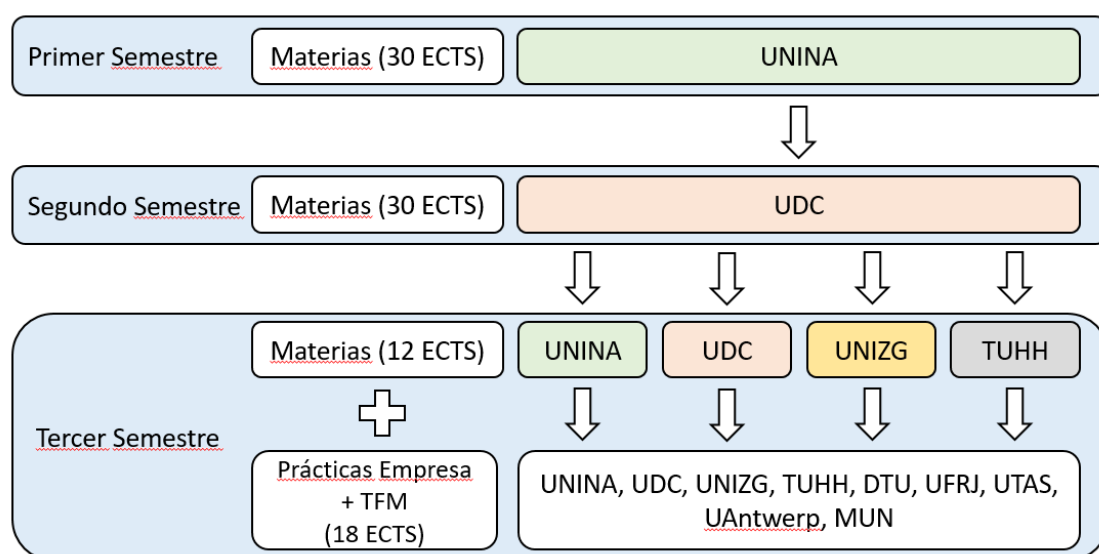 Primer Semestre
Materias (30 ECTS)
UNINA
Segundo Semestre
Materias (30 ECTS)
UDC
Tercer Semestre
Materias (12 ECTS)
UNINA
UDC
UNIZG
TUHH
Prácticas Empresa
+ TFM
(18 ECTS)
UNINA, UDC, UNIZG, TUHH, DTU, UFRJ, UTAS,
UAntwerp, MUN